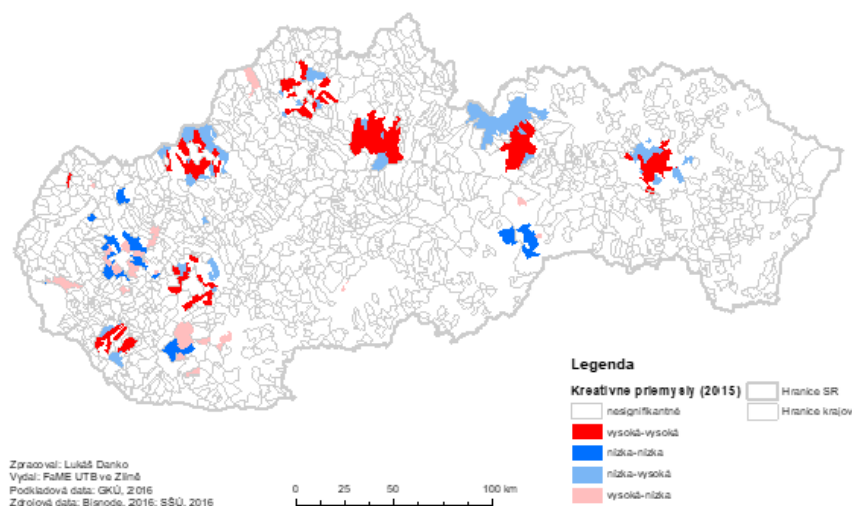 Legenda
Kreatívne priemysly (2015)
nesignifikantné
vysoká-vysoká
nízka-nízka
nízka-vysoká
vysoká-nízka
Hranice SR
Hranice krajov
Zpracoval: Lukáš Danko
Vydal: FaME UTB ve Zlíně
Podkladová data: GKÚ, 2016
Zdrojová data: Bisnode, 2016; SŠÚ, 2016
0 25 50 100 km